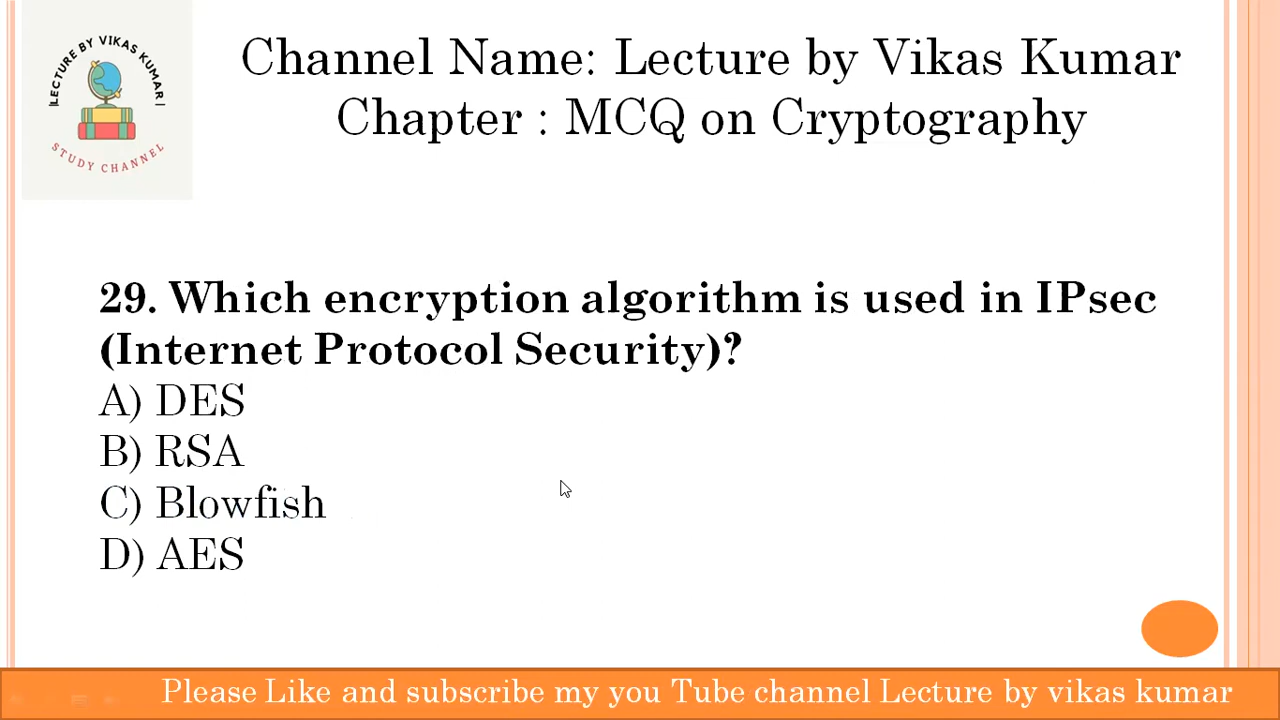 LECTURE BY VIKAS KUMAR
STUDY CHANNEL
Channel Name: Lecture by Vikas Kumar
Chapter : MCQ on Cryptography
29. Which encryption algorithm is used in IPsec
(Internet Protocol Security)?
A) DES
B) RSA
C) Blowfish
D) AES
Please Like and subscribe my you Tube channel Lecture by vikas kumar